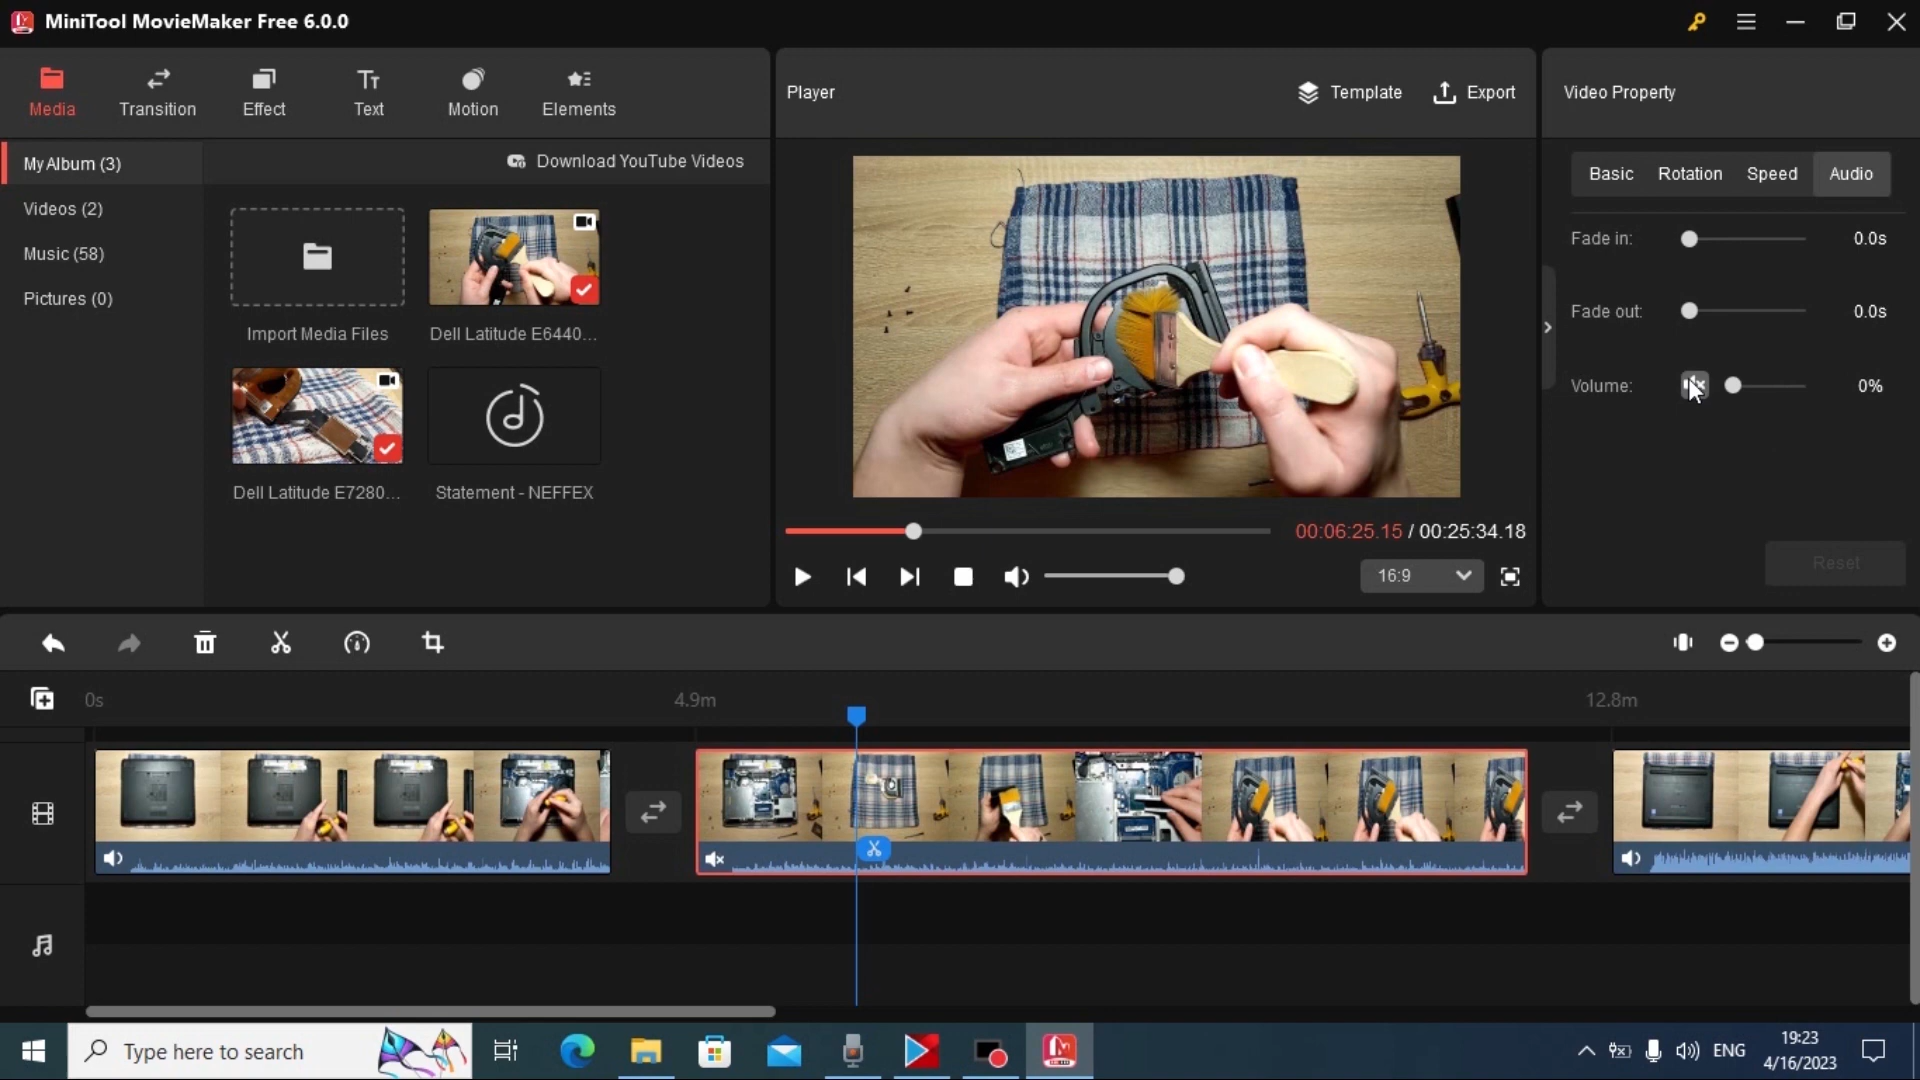 MiniTool MovieMaker Free 6.0.0
Media
Transition
Effect
Text
Motion
Elements
Player
Template
Export
Video Property
My Album (3)
Download YouTube Videos
Videos (2)
Music (58)
Pictures (0)
Import Media Files
Dell Latitude E6440...
Dell Latitude E7280...
Statement - NEFFEX
Basic
Rotation
Speed
Audio
Fade in:
0.0s
Fade out:
0.0s
Volume:
0%
00:06:25.15 / 00:25:34.18
16:9
Reset
0s
4.9m
12.8m
Type here to search
ENG
19:23
4/16/2023